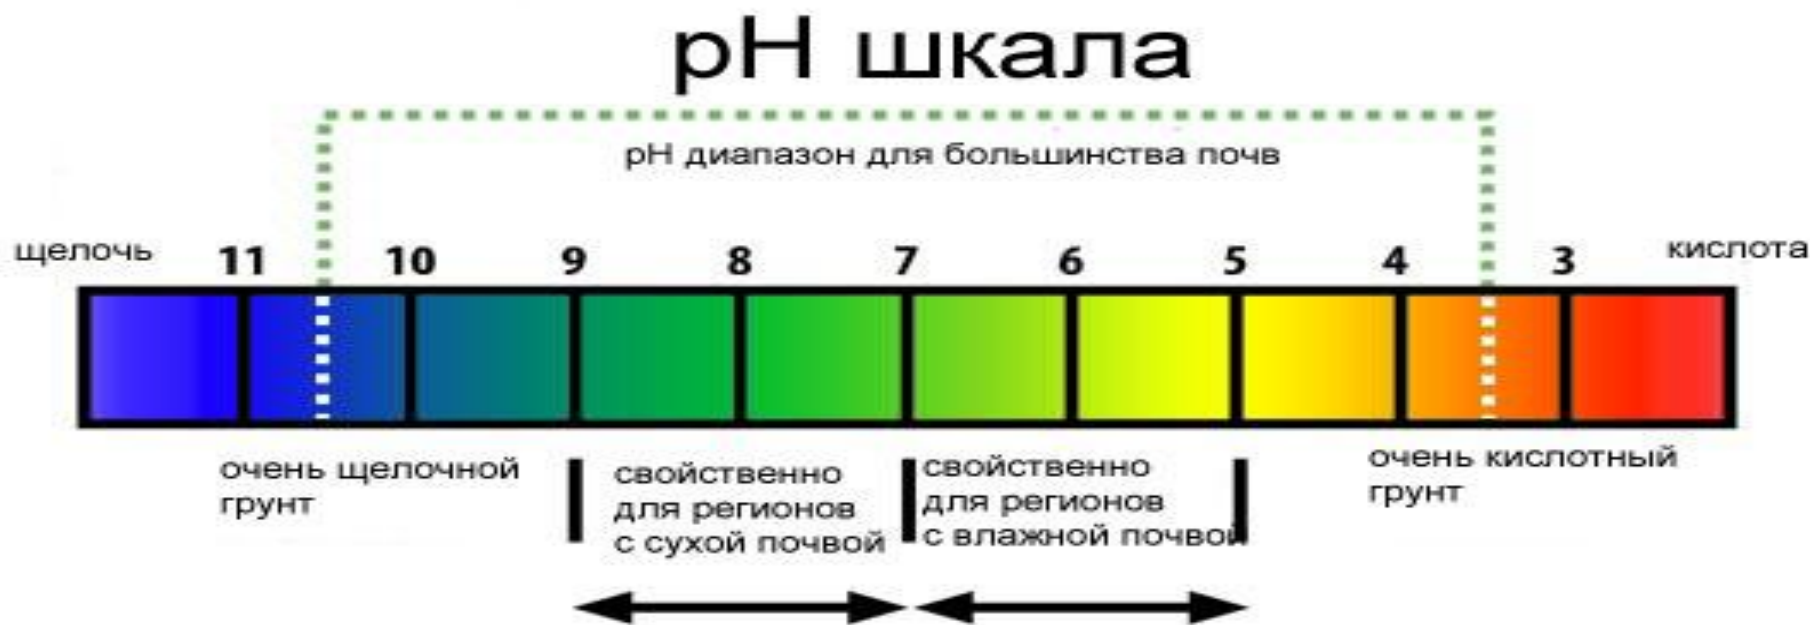 pH шкала
pH диапазон для большинства почв
щелочь 11 10 9 8 7 6 5 4 3 кислота
очень щелочной
грунт
свойственно
для регионов
с сухой почвой
свойственно
для регионов
с влажной почвой
очень кислотный
грунт